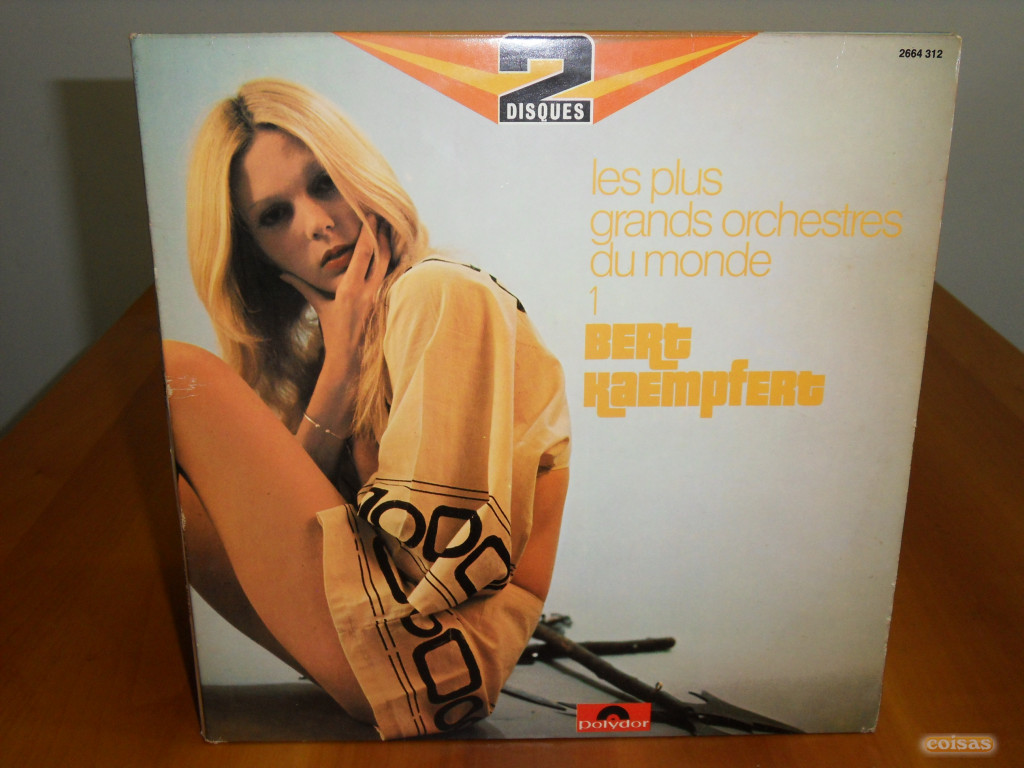 2
DISQUES
2664 312
les plus
grands orchestres
du monde
1
BERT
KAEMPFERT
polydor
coisas